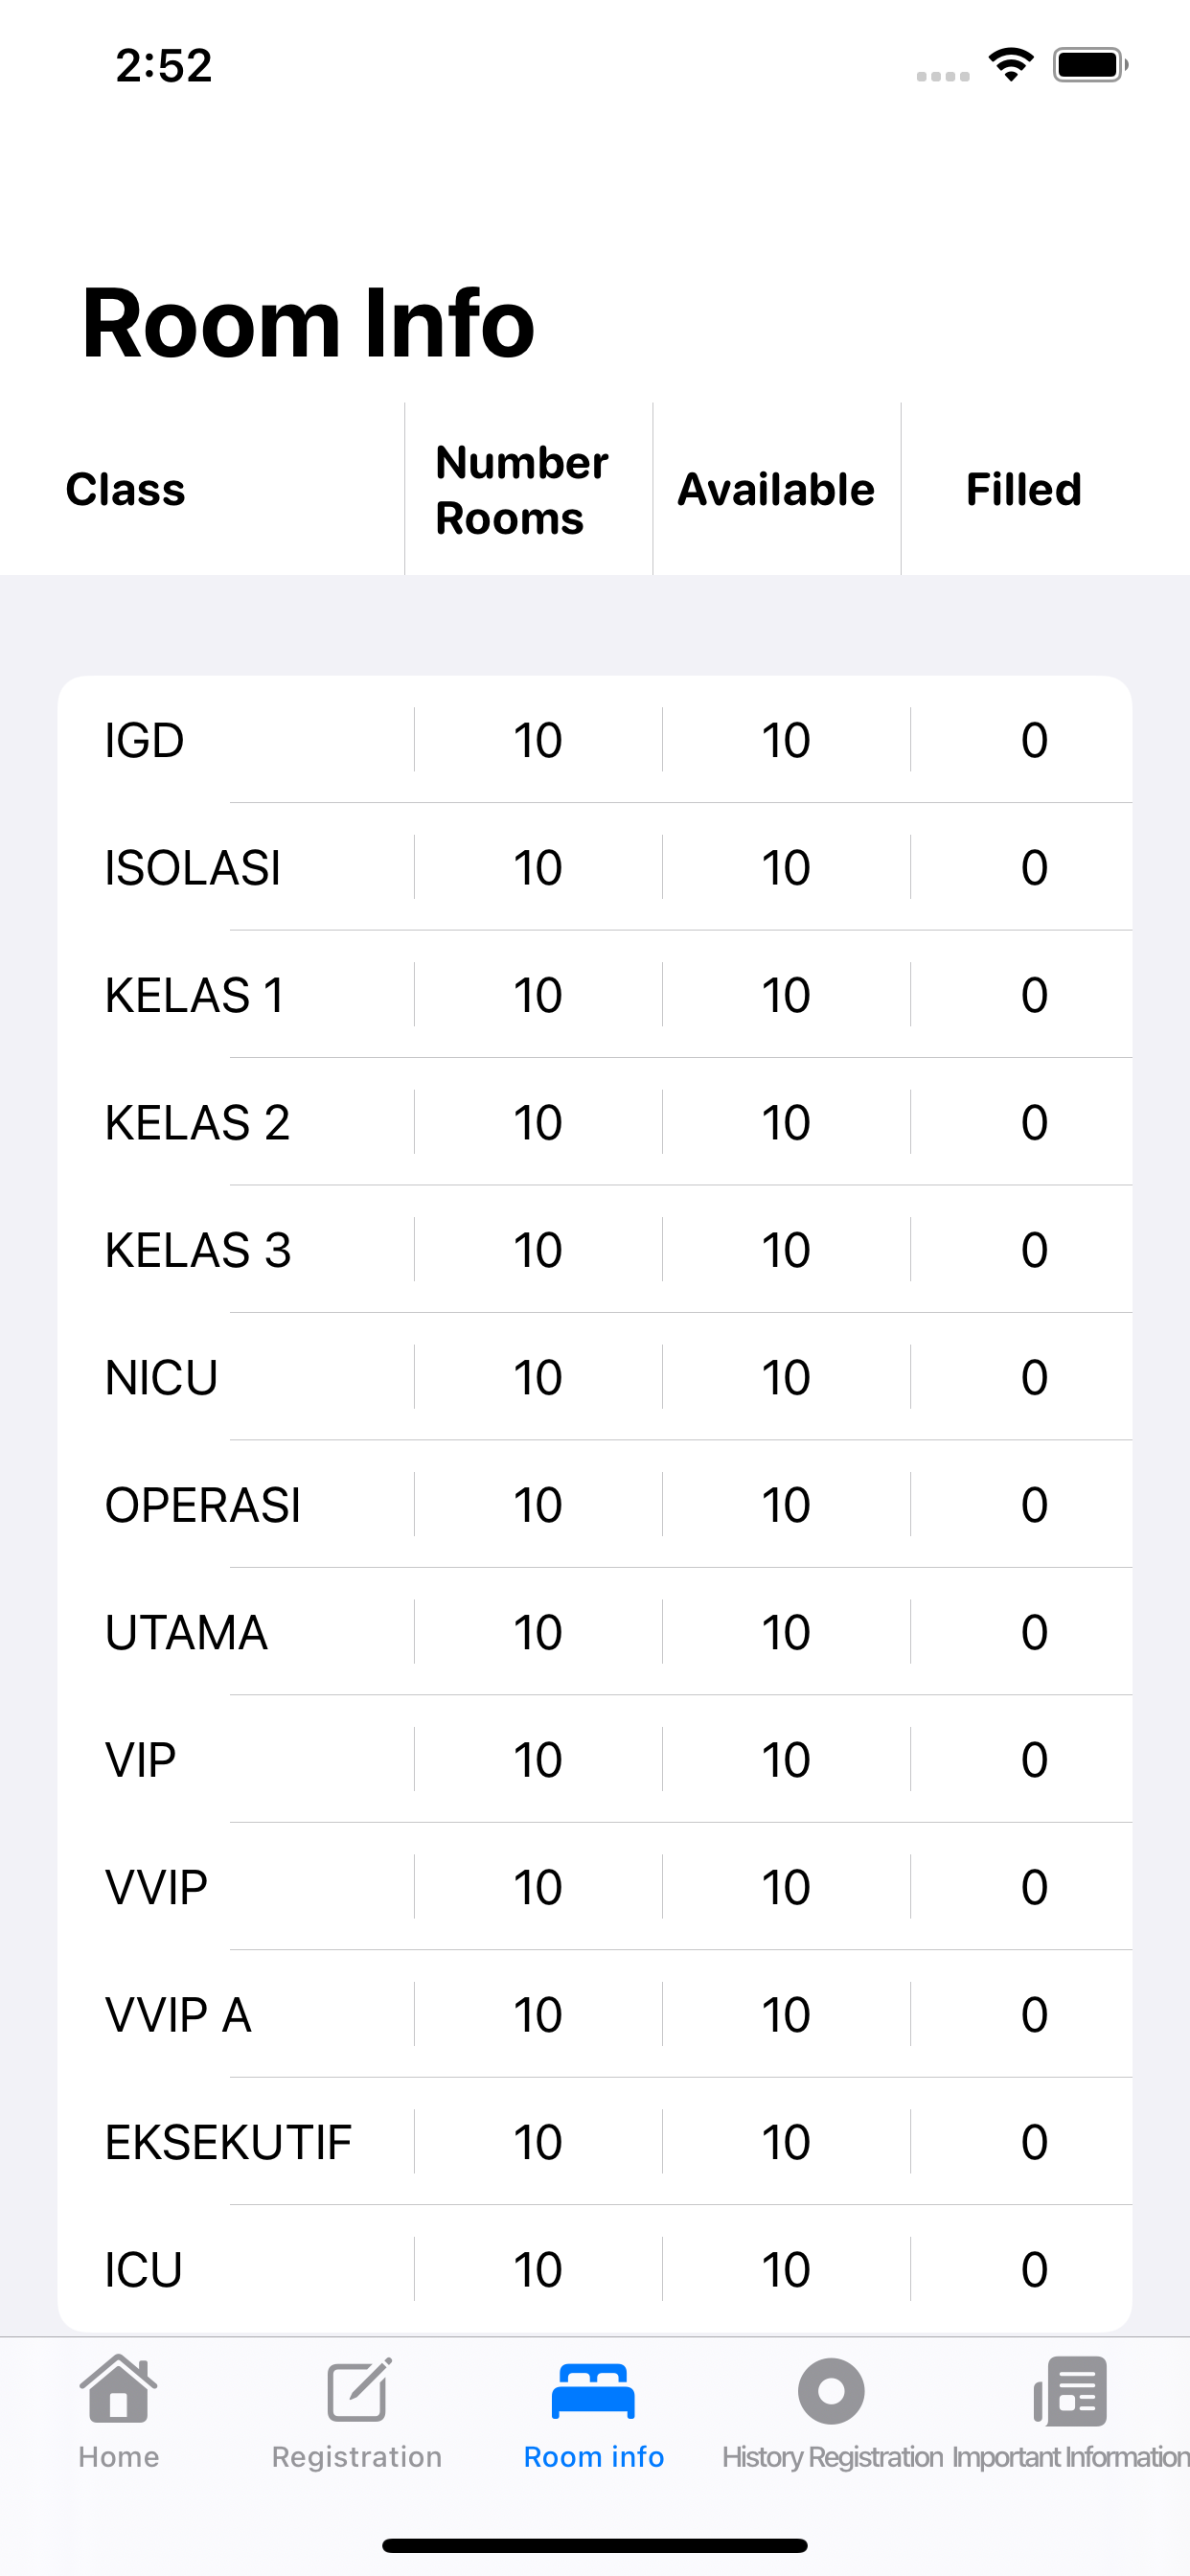 2:52
Room Info
Class
Number
Rooms
Available
Filled
IGD 10 10 0
ISOLASI 10 10 0
KELAS 1 10 10 0
KELAS 2 10 10 0
KELAS 3 10 10 0
NICU 10 10 0
OPERASI 10 10 0
UTAMA 10 10 0
VIP 10 10 0
VVIP 10 10 0
VVIP A 10 10 0
EKSEKUTIF 10 10 0
ICU 10 10 0
Home
Registration
Room info
History Registration
Important Information